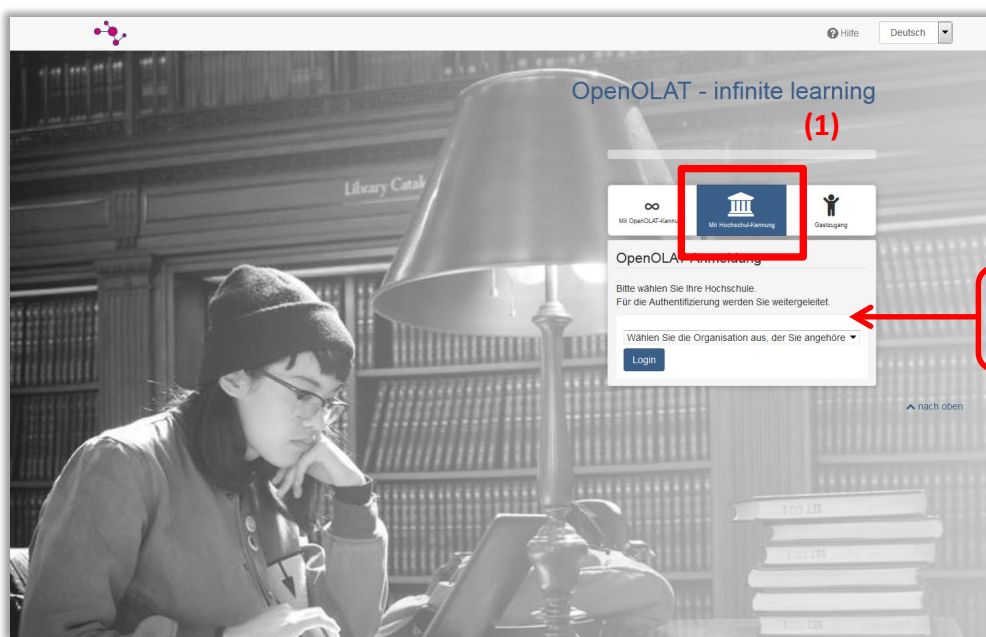 Hilfe
Deutsch
OpenOLAT - infinite learning
(1)
Library
Mit OpenOLAT-Kennung
Mit Hochschul-Kennung
Gastzugang
OpenOLAT Anmeldung
Bitte wählen Sie Ihre Hochschule.
Für die Authentifizierung werden Sie weitergeleitet.
Wählen Sie die Organisation aus, der Sie angehöre
Login
nach oben